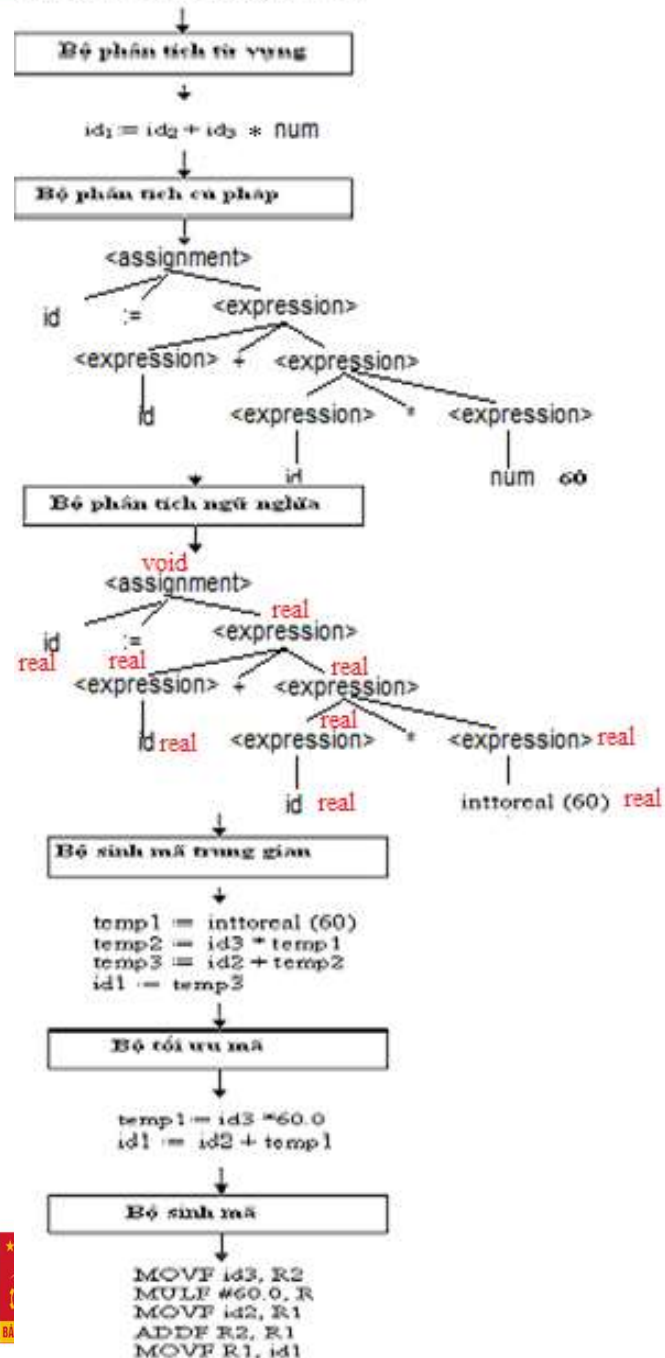 Bộ phân tích từ vựng
id1 := id2 + id3 * num
Bộ phân tích cú pháp
<assignment>
id := <expression>
<expression> + <expression>
id <expression> * <expression>
id num 60
Bộ phân tích ngữ nghĩa
void
<assignment>
real
id := <expression>
real real real
<expression> + <expression>
real
id real <expression> * <expression> real
id real inttoreal (60) real
Bộ sinh mã trung gian
temp1 := inttoreal (60)
temp2 := id3 * temp1
temp3 := id2 + temp2
id1 := temp3
Bộ tối ưu mã
temp1 := id3 *60.0
id1 := id2 + temp1
Bộ sinh mã
MOVF id3, R2
MULF #60.0, R
MOVF id2, R1
ADDF R2, R1
MOVF R1, id1